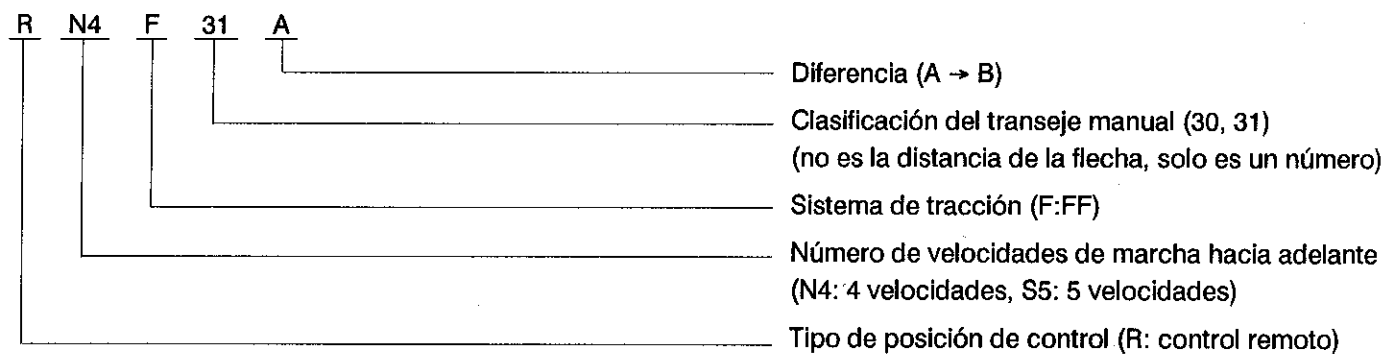 R N4 F 31 A
Diferencia (A → B)
Clasificación del transeje manual (30, 31)
(no es la distancia de la flecha, solo es un número)
Sistema de tracción (F:FF)
Número de velocidades de marcha hacia adelante
(N4: 4 velocidades, S5: 5 velocidades)
Tipo de posición de control (R: control remoto)